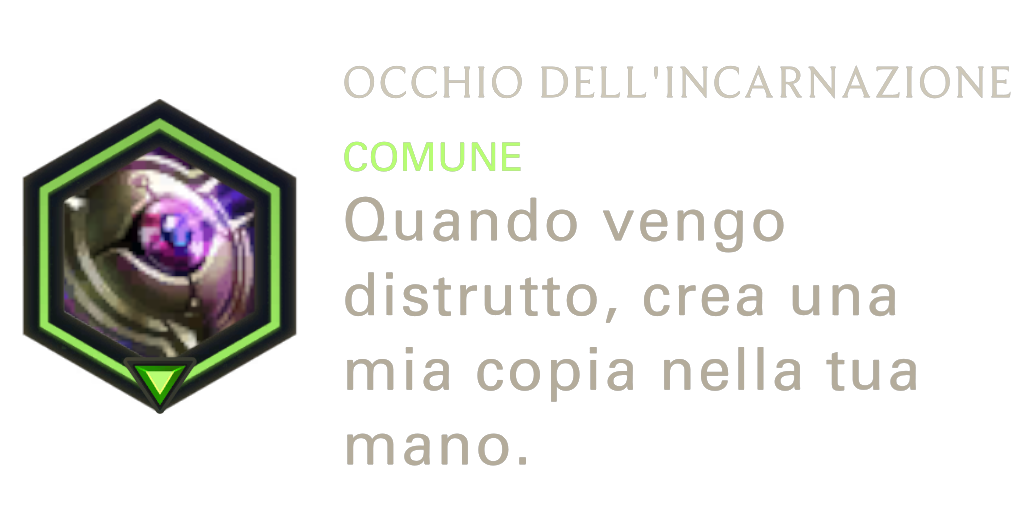 OCCHIO DELL'INCARNAZIONE
COMUNE
Quando vengo
distrutto, crea una
mia copia nella tua
mano.